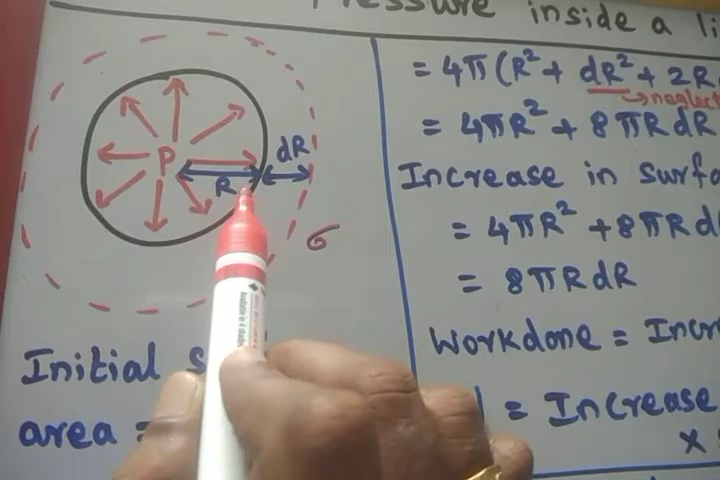 Pressure inside a
= 4π(R² + dR² + 2R
→neglect
= 4πR² + 8πRdR
Increase in surfa
= 4πR² + 8πRd
= 8πRdR
Workdone = Incr
= Increase
×
P
R
dR
σ
Initial s
area =